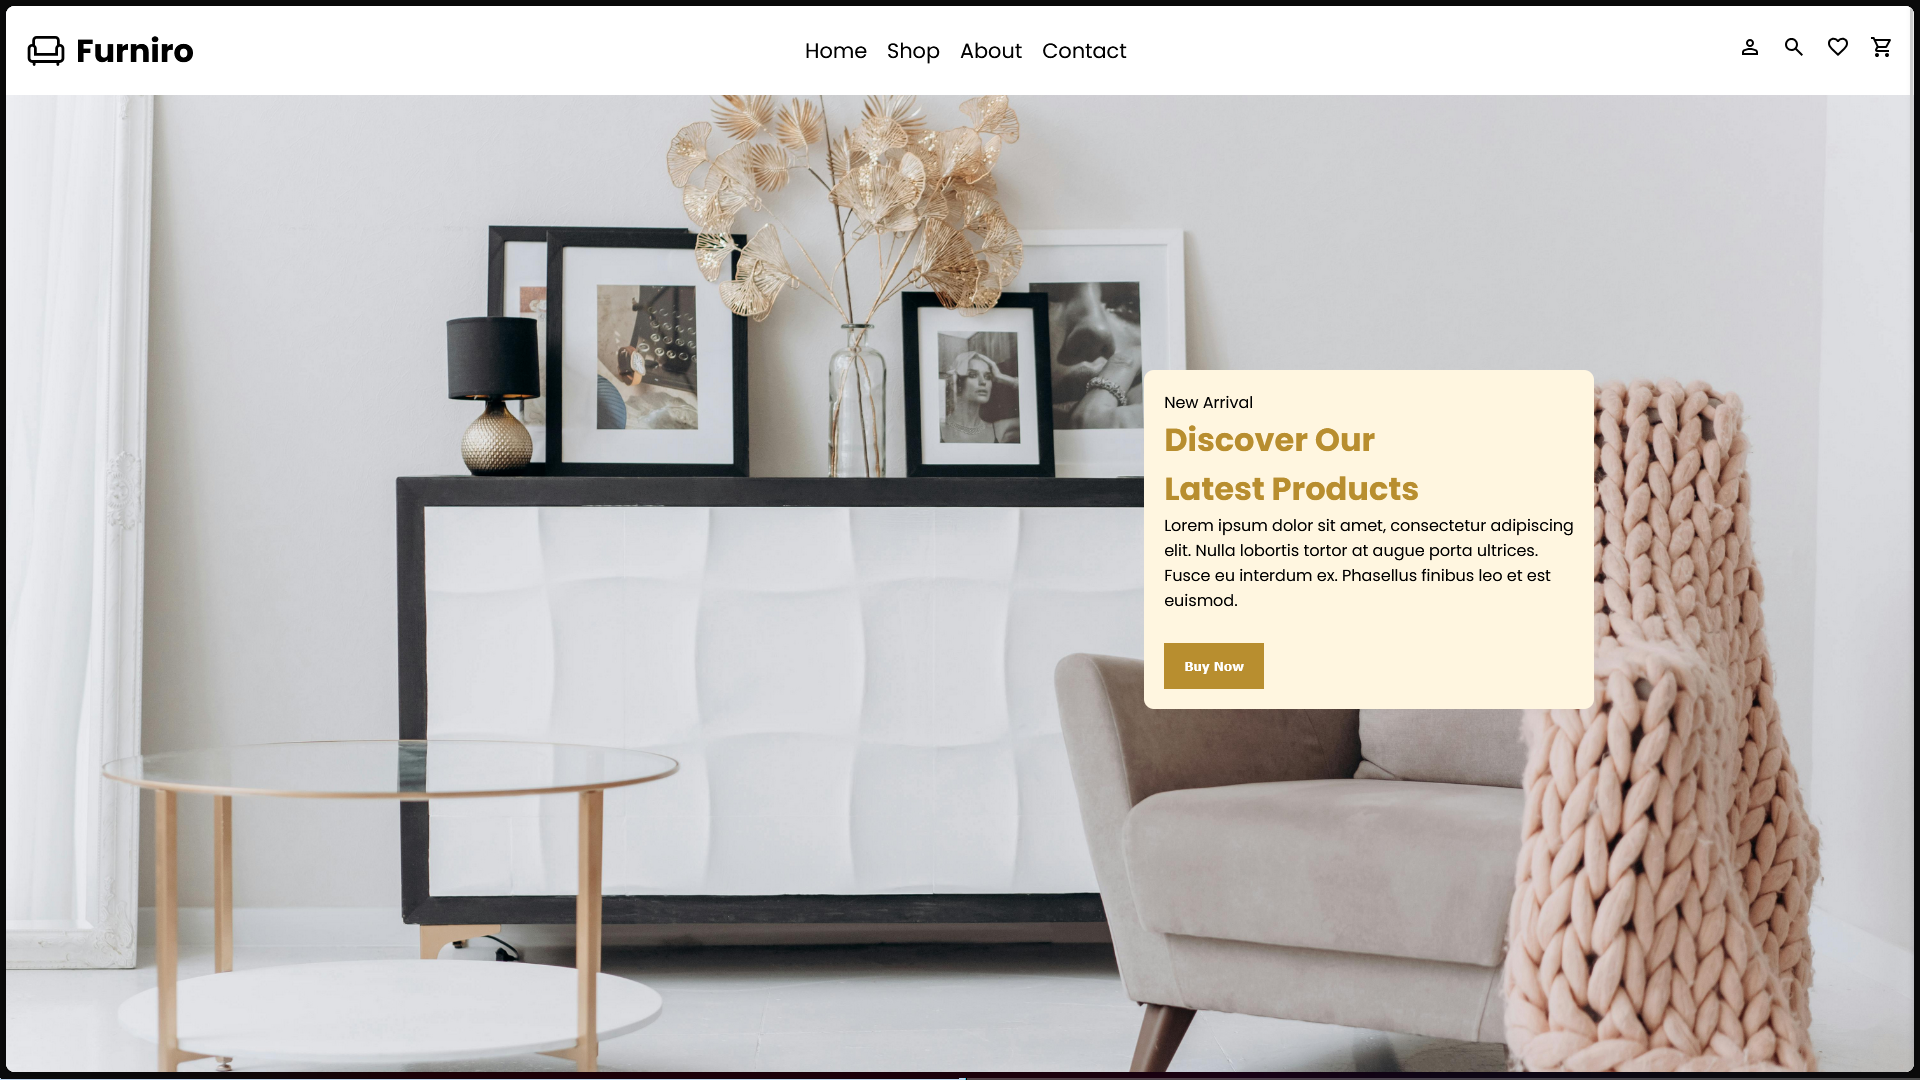 Furniro
Home Shop About Contact
New Arrival
Discover Our
Latest Products
Lorem ipsum dolor sit amet, consectetur adipiscing
elit. Nulla lobortis tortor at augue porta ultrices.
Fusce eu interdum ex. Phasellus finibus leo et est
euismod.
Buy Now